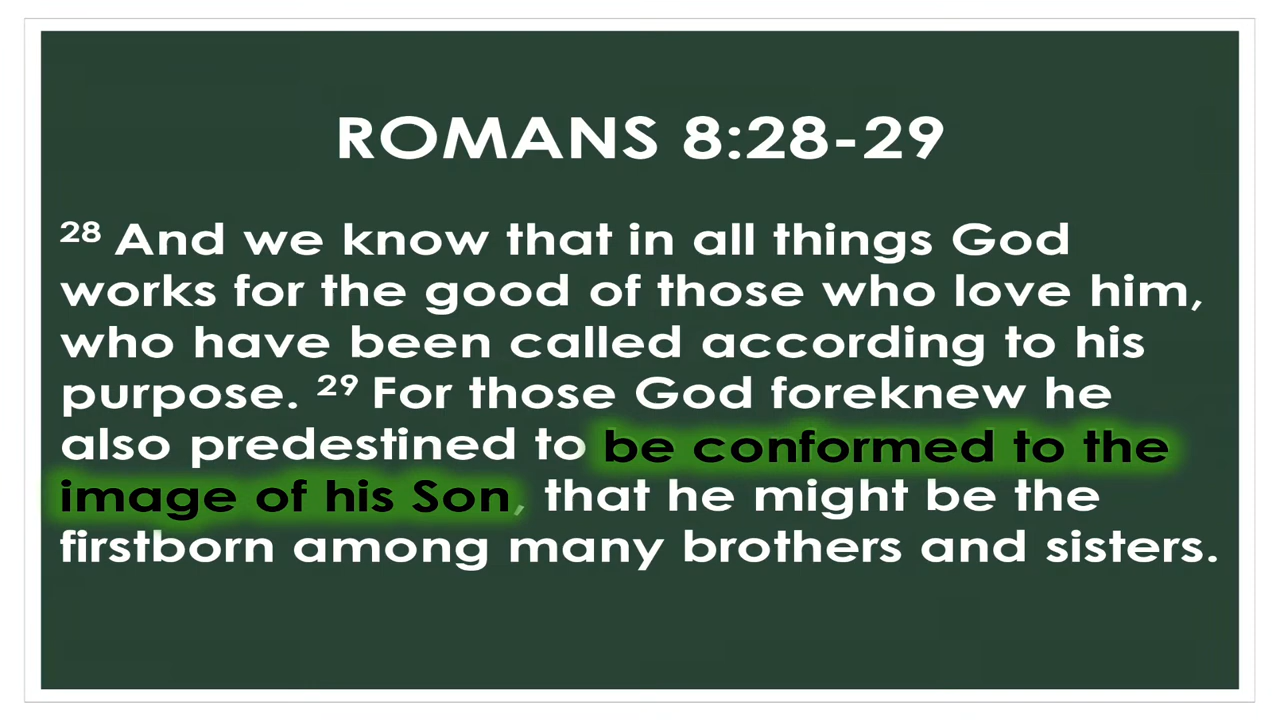 ROMANS 8:28-29
28 And we know that in all things God
works for the good of those who love him,
who have been called according to his
purpose. 29 For those God foreknew he
also predestined to be conformed to the
image of his Son, that he might be the
firstborn among many brothers and sisters.